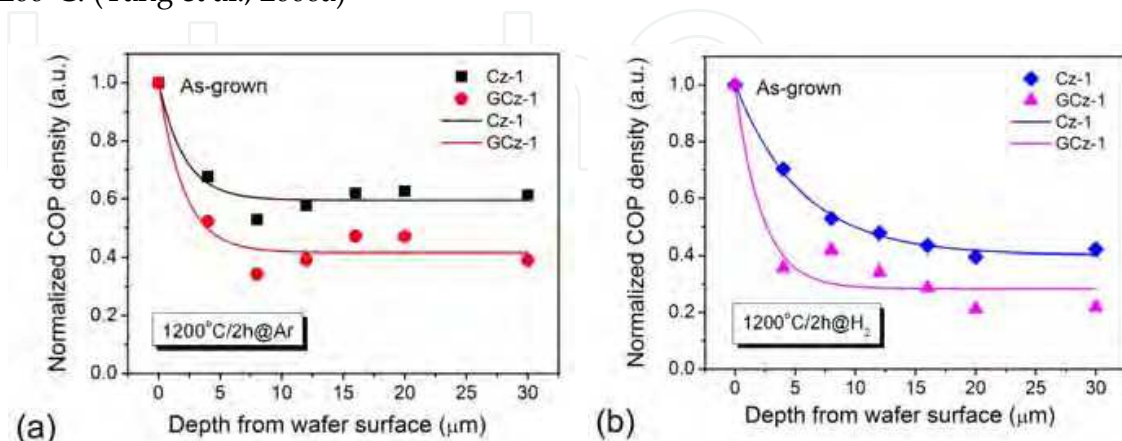 1200°C. (Yang et al., 2006a)
As-grown
Cz-1
GCz-1
Cz-1
GCz-1
1200°C/2h@Ar
Normalized COP density (a.u.)
1.0
0.8
0.6
0.4
0.2
0.0
0 5 10 15 20 25 30
Depth from wafer surface (μm)
(a)
As-grown
Cz-1
GCz-1
Cz-1
GCz-1
1200°C/2h@H₂
Normalized COP density (a.u.)
1.0
0.8
0.6
0.4
0.2
0.0
0 5 10 15 20 25 30
Depth from wafer surface (μm)
(b)